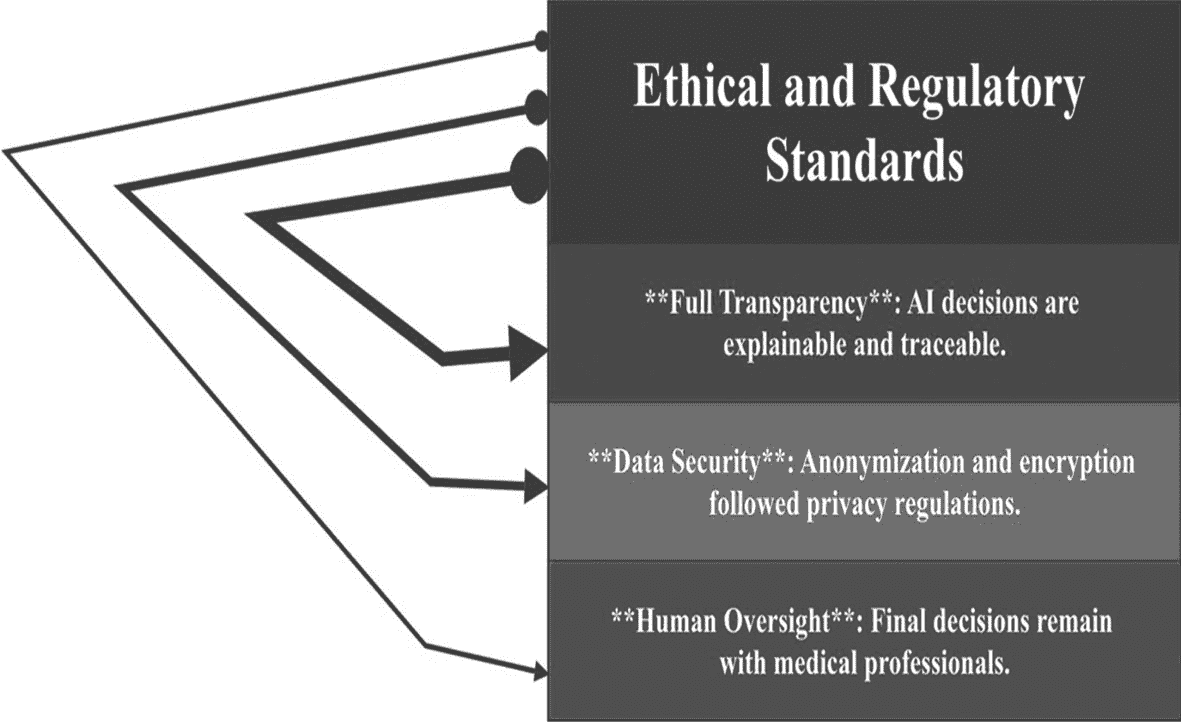 Ethical and Regulatory
Standards
**Full Transparency**: AI decisions are
explainable and traceable.
**Data Security**: Anonymization and encryption
followed privacy regulations.
**Human Oversight**: Final decisions remain
with medical professionals.